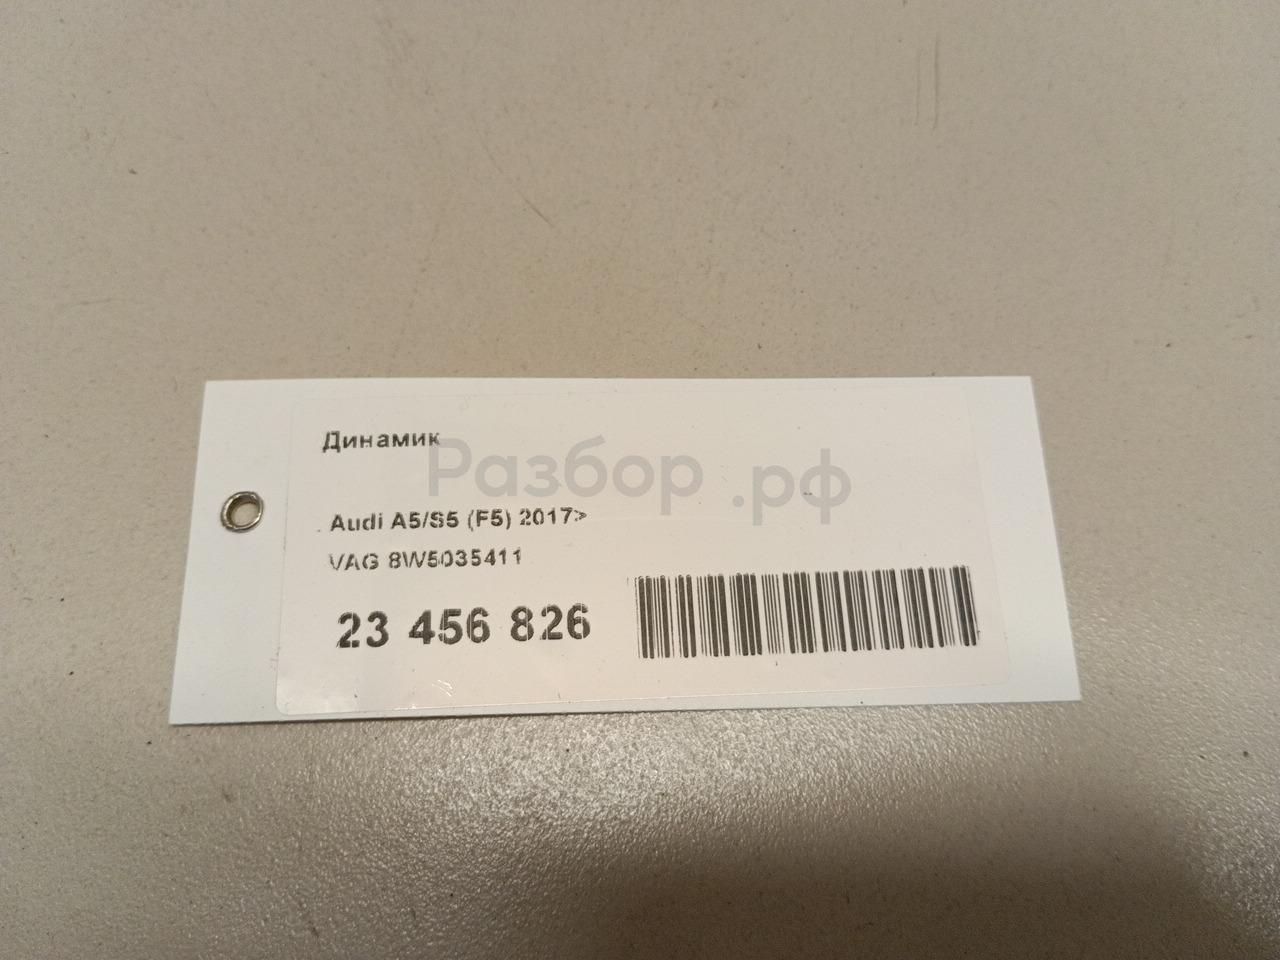 Динамик
Разбор.рф
Audi A5/S5 (F5) 2017>
VAG 8W5035411
23 456 826